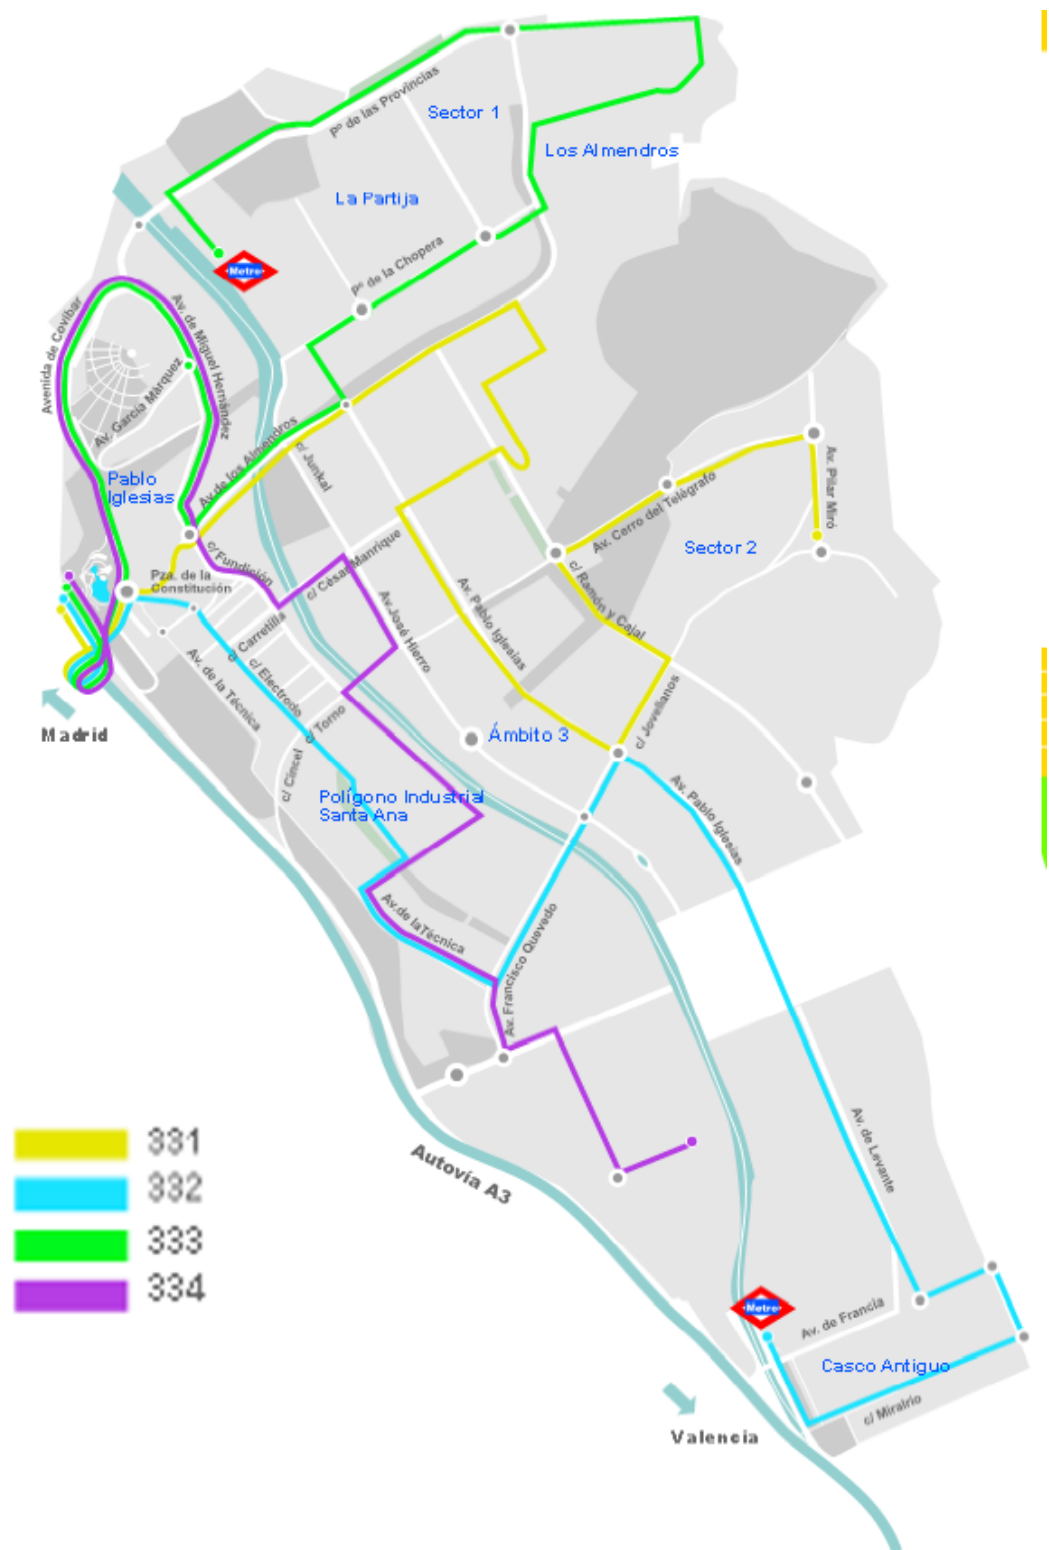 Pº de las Provincias
Sector 1
Los Almendros
La Partija
Pº de la Chopera
Metro
Avenida de Covibar
Av. de Miguel Hernández
Av. García Márquez
Av. de los Almendros
c/ Junkal
Pablo
Iglesias
Av. Pilar Miró
Av. Cerro del Telégrafo
Sector 2
c/ Fundición
c/ César Manrique
Pza. de la
Constitución
c/ Ramón y Cajal
Av. Pablo Iglesias
Av. José Hierro
c/ Carretilla
c/ Electrodo
Av. de la Técnica
c/ Torno
c/ Jovellanos
Madrid
Ámbito 3
c/ Cincel
Polígono Industrial
Santa Ana
Av. Pablo Iglesias
Av. de la Técnica
Av. Francisco Quevedo
331
332
333
334
Autovía A3
Av. de Levante
Metro
Av. de Francia
Casco Antiguo
c/ Miralrio
Valencia